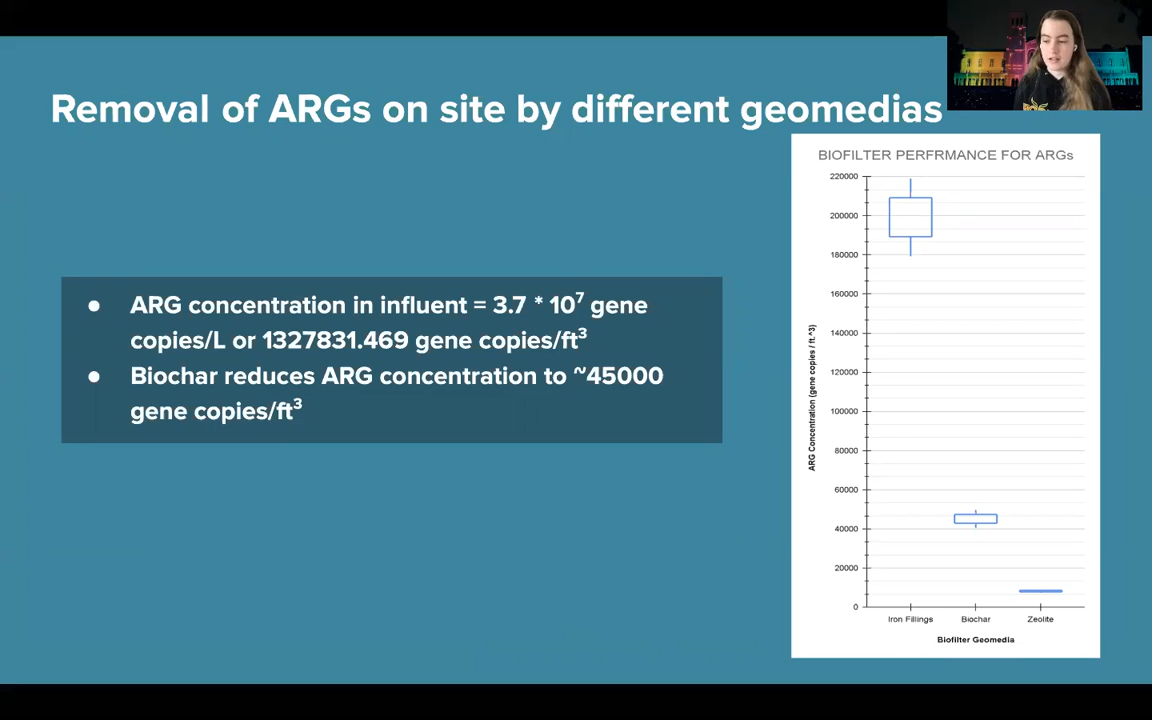 Removal of ARGs on site by different geomedias
● ARG concentration in influent = 3.7 * 10⁷ gene
copies/L or 1327831.469 gene copies/ft³
● Biochar reduces ARG concentration to ~45000
gene copies/ft³
BIOFILTER PERFRMANCE FOR ARGs
ARG Concentration (gene copies / ft.^3)
220000
200000
180000
160000
140000
120000
100000
80000
60000
40000
20000
0
Iron Fillings Biochar Zeolite
Biofilter Geomedia